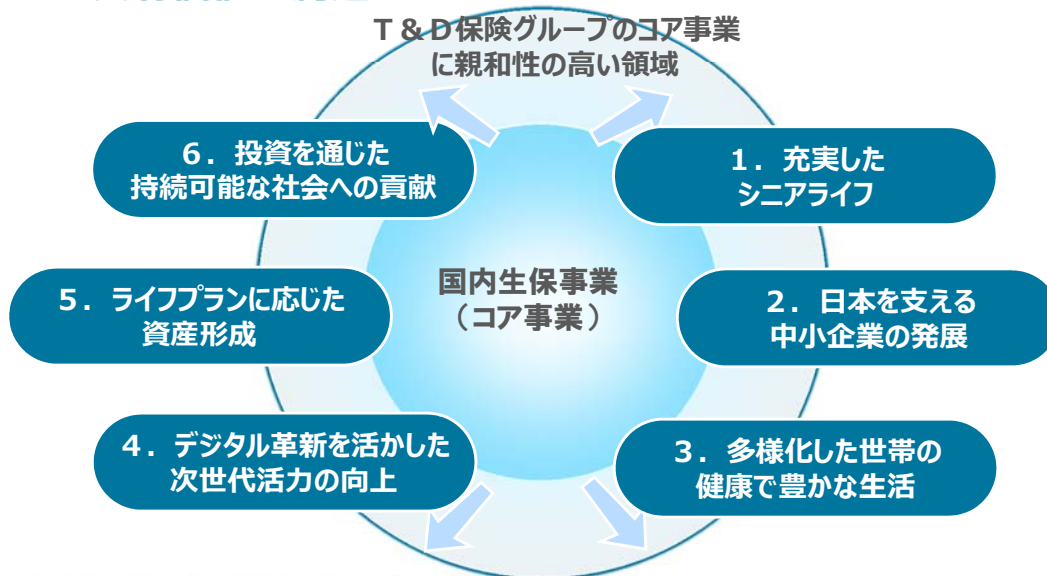 T&D保険グループのコア事業
に親和性の高い領域
6．投資を通じた
持続可能な社会への貢献
1．充実した
シニアライフ
国内生保事業
（コア事業）
5．ライフプランに応じた
資産形成
2．日本を支える
中小企業の発展
4．デジタル革新を活かした
次世代活力の向上
3．多様化した世帯の
健康で豊かな生活